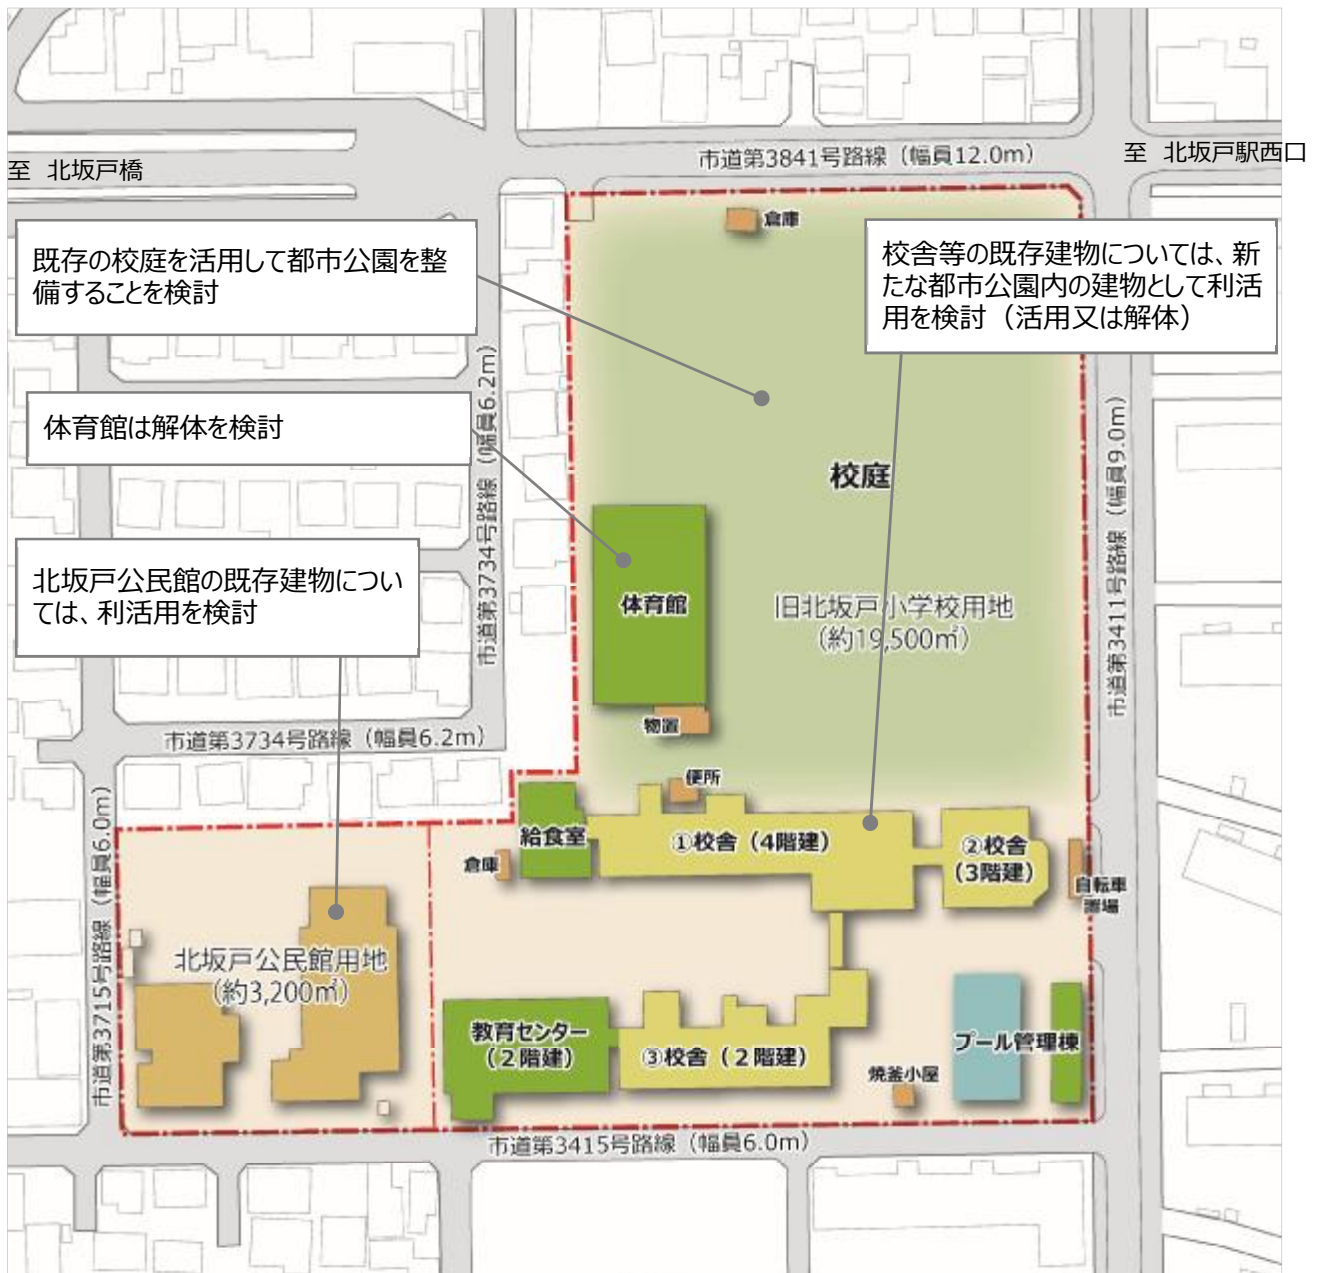 市道第3841号路線（幅員12.0m）
至 北坂戸駅西口
至 北坂戸橋
倉庫
既存の校庭を活用して都市公園を整
備することを検討
校舎等の既存建物については、新
たな都市公園内の建物として利活
用を検討（活用又は解体）
体育館は解体を検討
市道第3734号路線（幅員6.2m）
市道第3411号路線（幅員9.0m）
校庭
北坂戸公民館の既存建物につい
ては、利活用を検討
体育館
旧北坂戸小学校用地
（約19,500㎡）
物置
市道第3734号路線（幅員6.2m）
便所
給食室
①校舎（4階建）
②校舎
（3階建）
倉庫
自転車
置場
市道第3715号路線（幅員6.0m）
北坂戸公民館用地
（約3,200㎡）
教育センター
（２階建）
③校舎（２階建）
プール管理棟
焼釜小屋
市道第3415号路線（幅員6.0m）